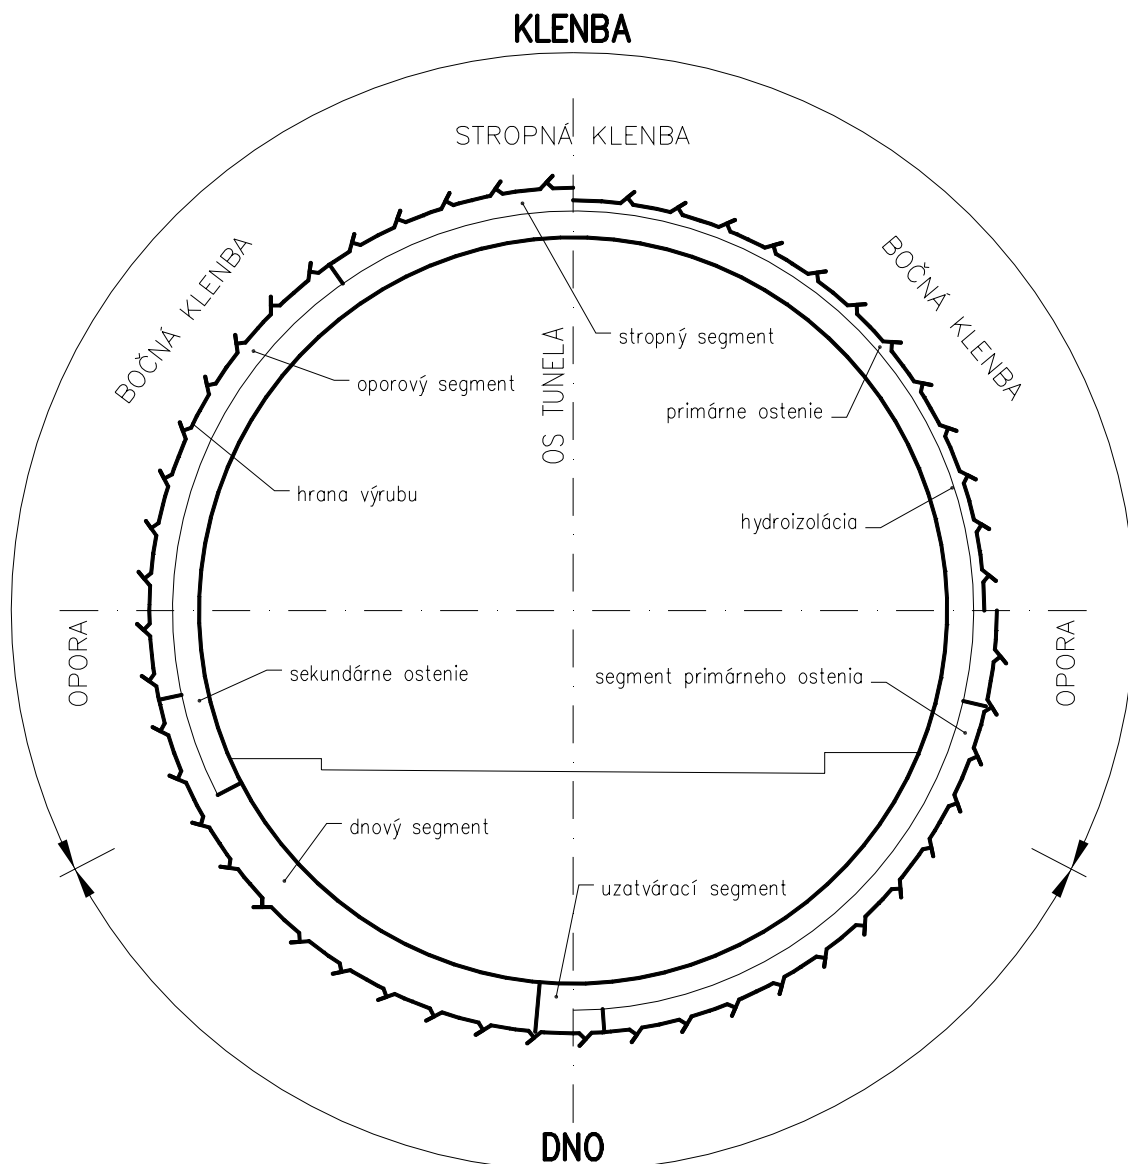 KLENBA
STROPNÁ KLENBA
BOČNÁ KLENBA
BOČNÁ KLENBA
stropný segment
OS TUNELA
oporový segment
primárne ostenie
hrana výrubu
hydroizolácia
OPORA
OPORA
sekundárne ostenie
segment primárneho ostenia
dnový segment
uzatvárací segment
DNO